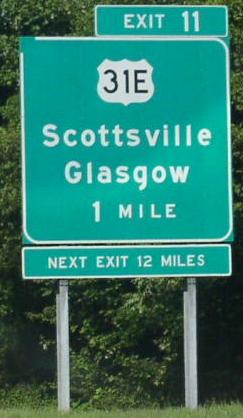 EXIT 11
31E
Scottsville
Glasgow
1 MILE
NEXT EXIT 12 MILES